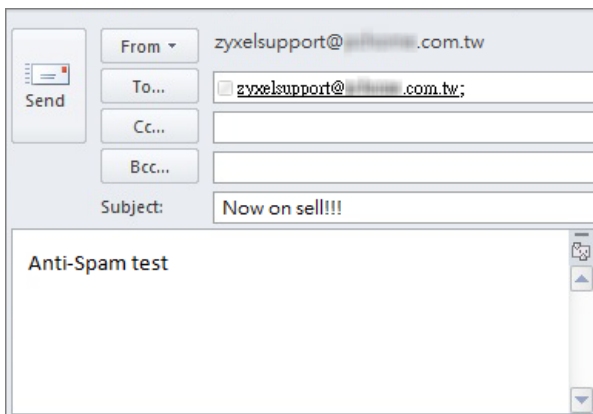 From
zyxelsupport@ .com.tw
Send
To...
zyxelsupport@ .com.tw;
Cc...
Bcc...
Subject:
Now on sell!!!
Anti-Spam test